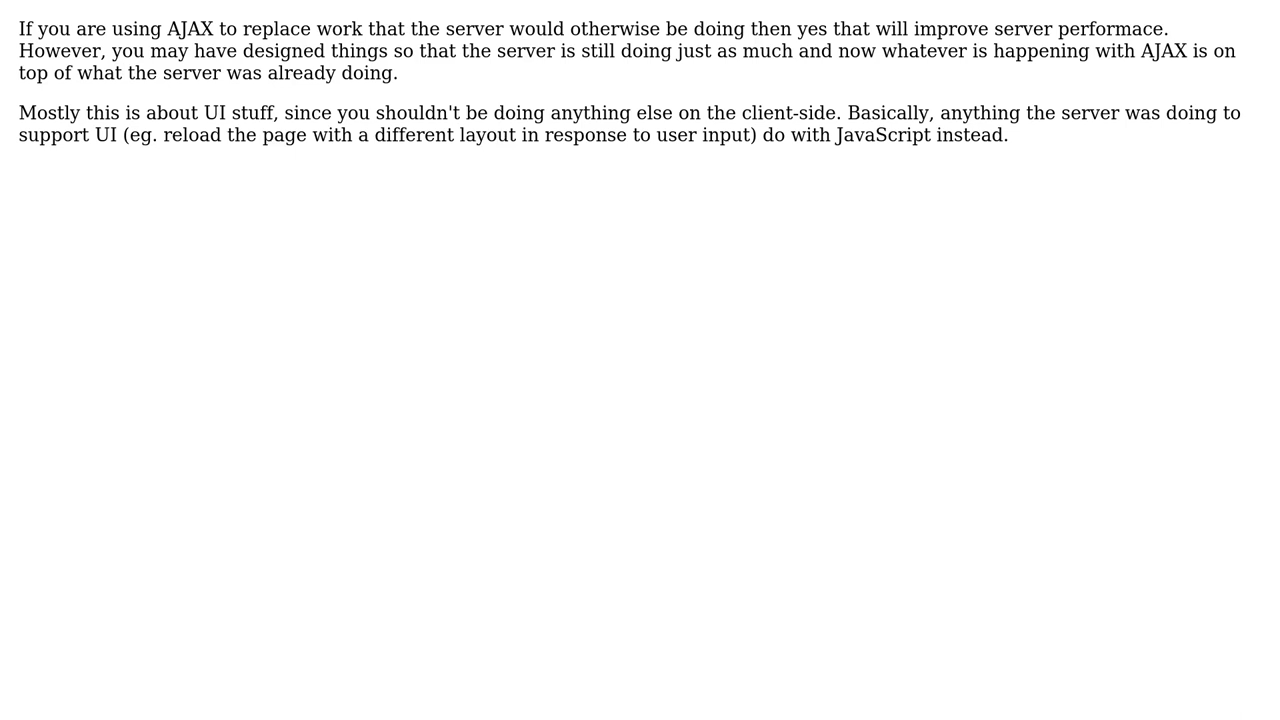 If you are using AJAX to replace work that the server would otherwise be doing then yes that will improve server performace.
However, you may have designed things so that the server is still doing just as much and now whatever is happening with AJAX is on
top of what the server was already doing.
Mostly this is about UI stuff, since you shouldn't be doing anything else on the client-side. Basically, anything the server was doing to
support UI (eg. reload the page with a different layout in response to user input) do with JavaScript instead.